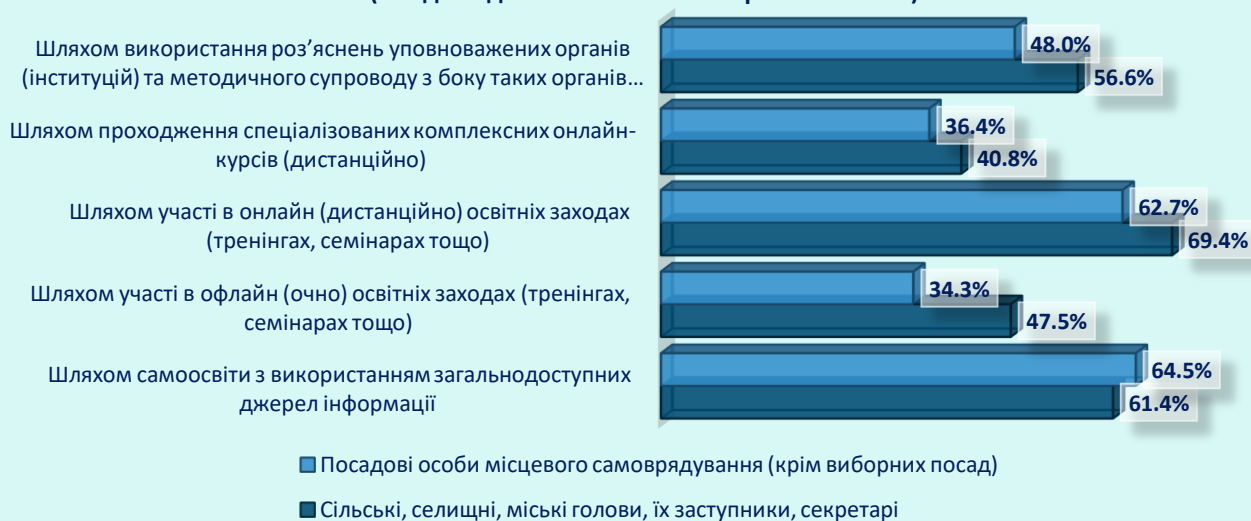 Шляхом використання роз’яснень уповноважених органів
(інституцій) та методичного супроводу з боку таких органів…
48.0%
56.6%
Шляхом проходження спеціалізованих комплексних онлайн-
курсів (дистанційно)
36.4%
40.8%
Шляхом участі в онлайн (дистанційно) освітніх заходах
(тренінгах, семінарах тощо)
62.7%
69.4%
Шляхом участі в офлайн (очно) освітніх заходах (тренінгах,
семінарах тощо)
34.3%
47.5%
Шляхом самоосвіти з використанням загальнодоступних
джерел інформації
64.5%
61.4%
Посадові особи місцевого самоврядування (крім виборних посад)
Сільські, селищні, міські голови, їх заступники, секретарі